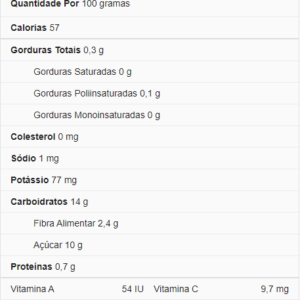 Quantidade Por 100 gramas
Calorias 57
Gorduras Totais 0,3 g
Gorduras Saturadas 0 g
Gorduras Poliinsaturadas 0,1 g
Gorduras Monoinsaturadas 0 g
Colesterol 0 mg
Sódio 1 mg
Potássio 77 mg
Carboidratos 14 g
Fibra Alimentar 2,4 g
Açúcar 10 g
Proteínas 0,7 g
Vitamina A 54 IU Vitamina C 9,7 mg